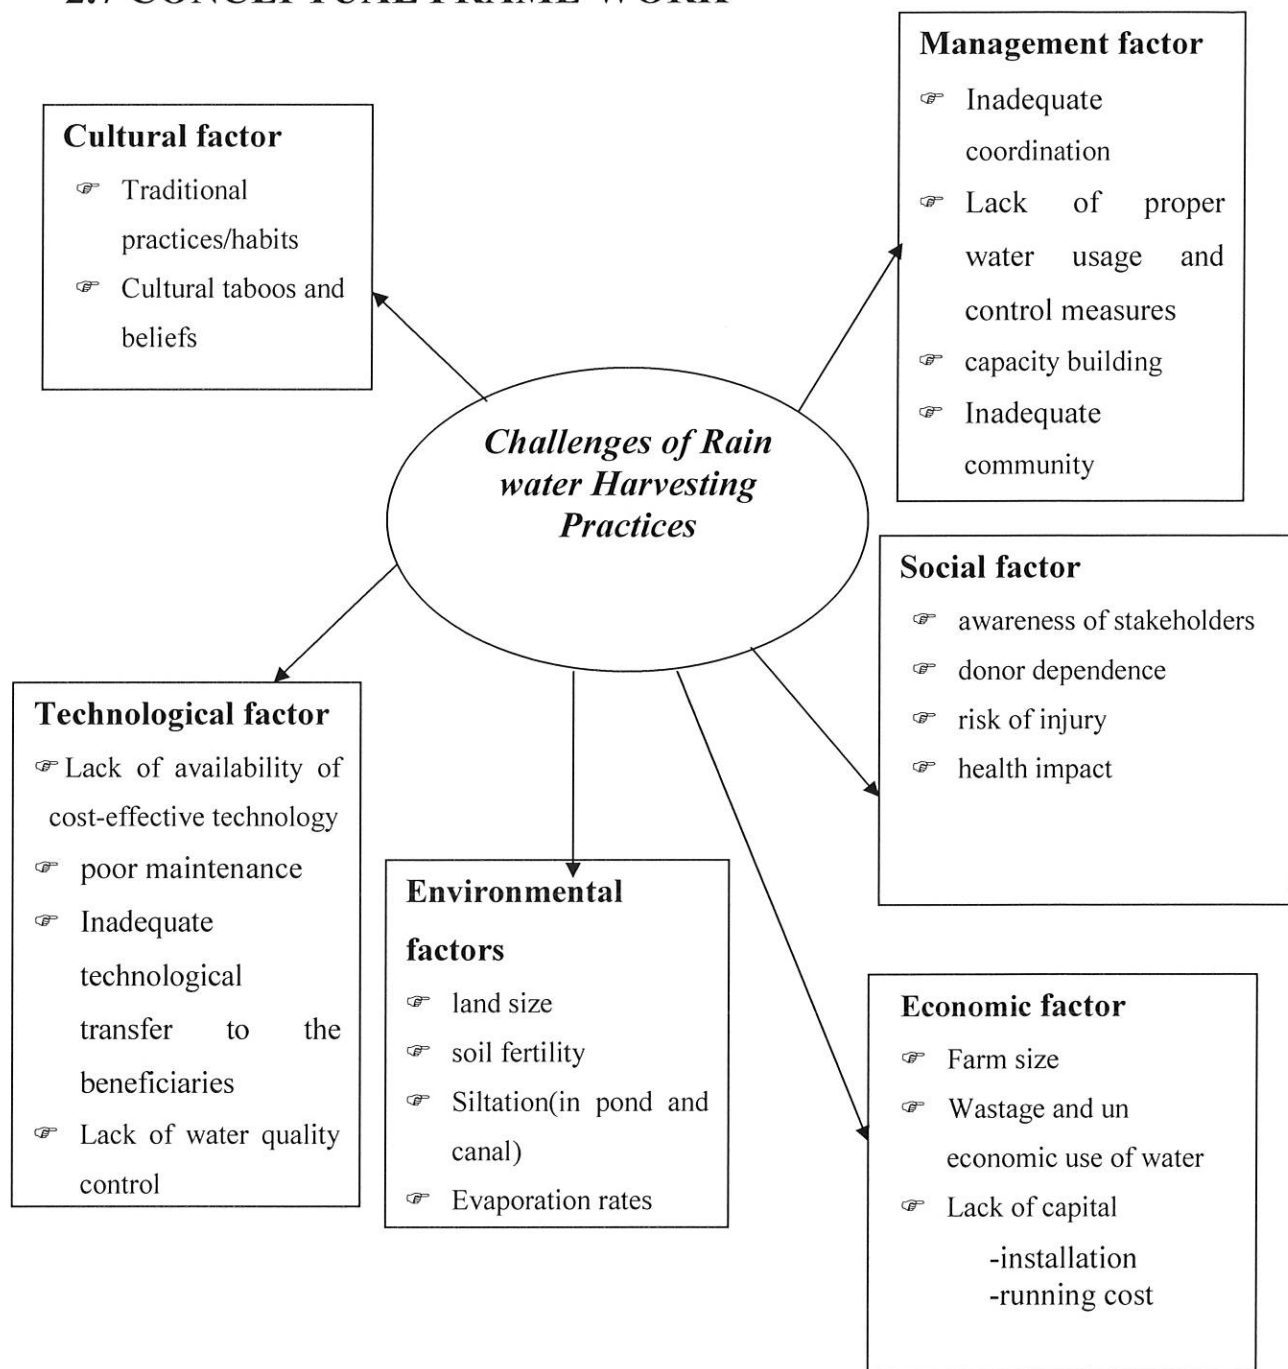 2.7 CONCEPTUAL FRAME WORK
Management factor
☞ Inadequate
coordination
☞ Lack of proper
water usage and
control measures
☞ capacity building
☞ Inadequate
community
Cultural factor
☞ Traditional
practices/habits
☞ Cultural taboos and
beliefs
Challenges of Rain
water Harvesting
Practices
Social factor
☞ awareness of stakeholders
☞ donor dependence
☞ risk of injury
☞ health impact
Technological factor
☞ Lack of availability of
cost-effective technology
☞ poor maintenance
☞ Inadequate
technological
transfer to the
beneficiaries
☞ Lack of water quality
control
Environmental
factors
☞ land size
☞ soil fertility
☞ Siltation(in pond and
canal)
☞ Evaporation rates
Economic factor
☞ Farm size
☞ Wastage and un
economic use of water
☞ Lack of capital
-installation
-running cost